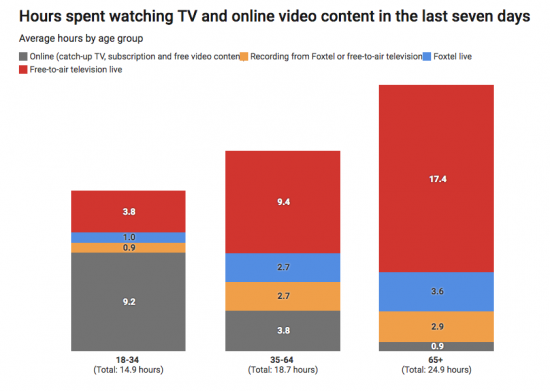 Hours spent watching TV and online video content in the last seven days
Average hours by age group
Online (catch-up TV, subscription and free video conten Recording from Foxtel or free-to-air television Foxtel live
Free-to-air television live
3.8
1.0
0.9
9.2
9.4
2.7
2.7
3.8
17.4
3.6
2.9
0.9
18-34 35-64 65+
(Total: 14.9 hours) (Total: 18.7 hours) (Total: 24.9 hours)